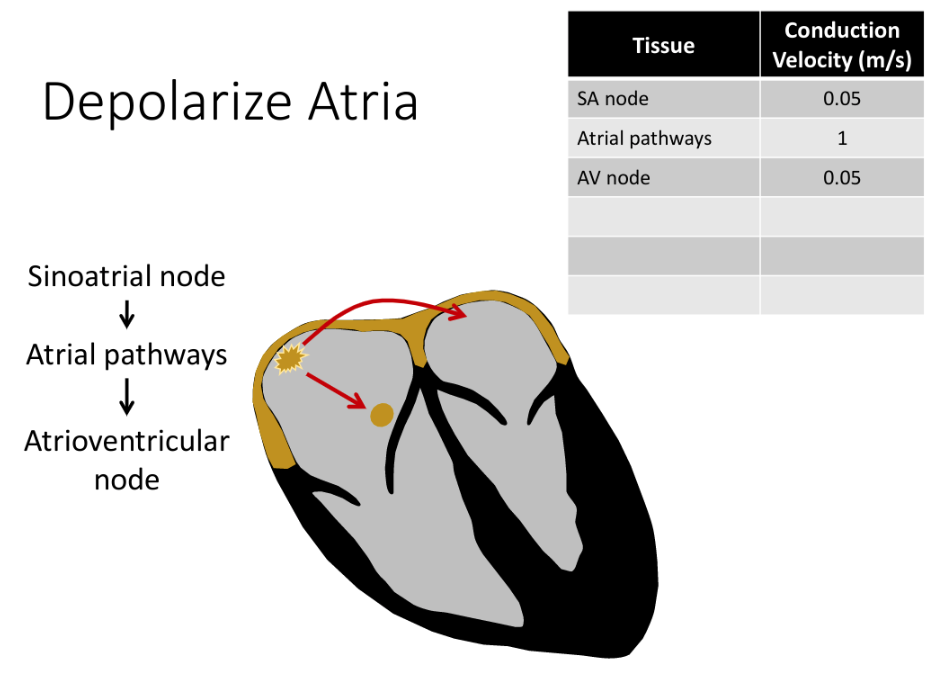 Depolarize Atria
Tissue Conduction Velocity (m/s)
SA node 0.05
Atrial pathways 1
AV node 0.05
Sinoatrial node
Atrial pathways
Atrioventricular
node